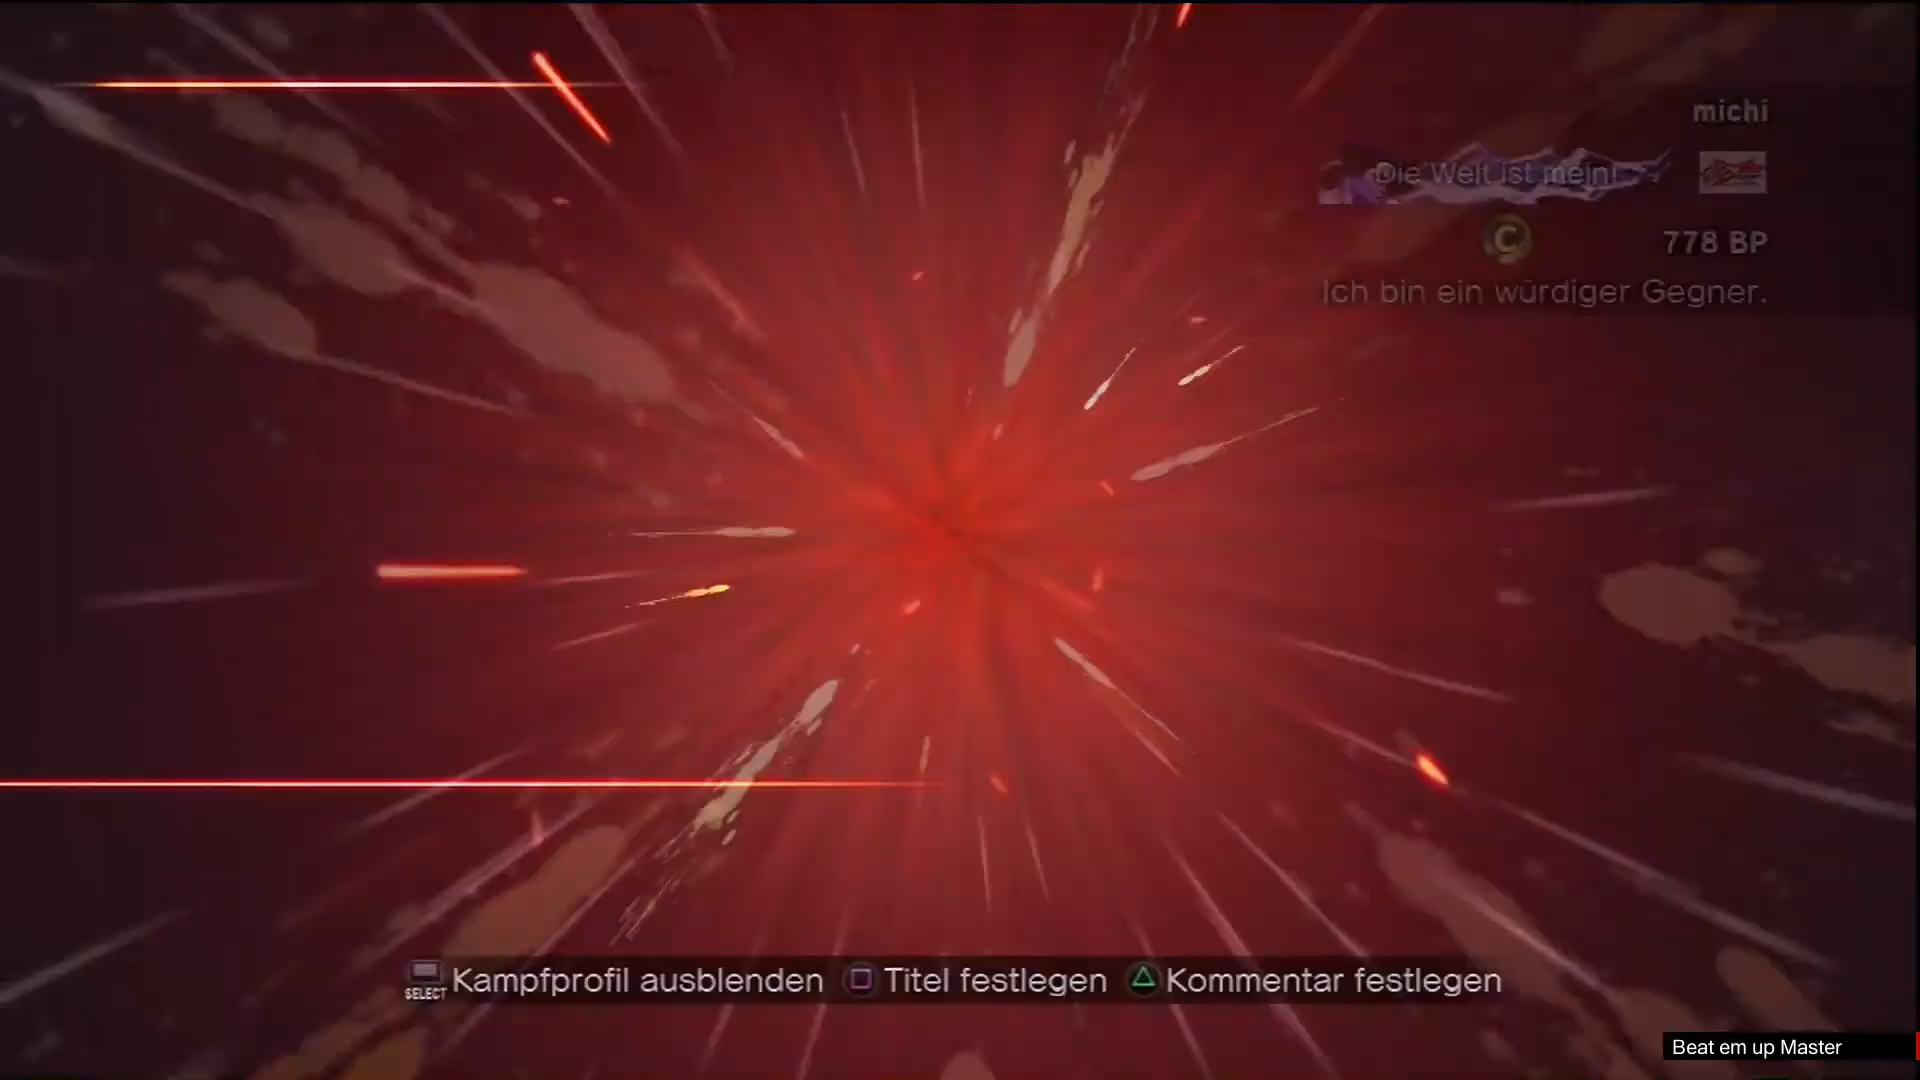 michi
Die Welt ist mein!
C
778 BP
Ich bin ein würdiger Gegner.
SELECT Kampfprofil ausblenden Titel festlegen Kommentar festlegen
Beat em up Master